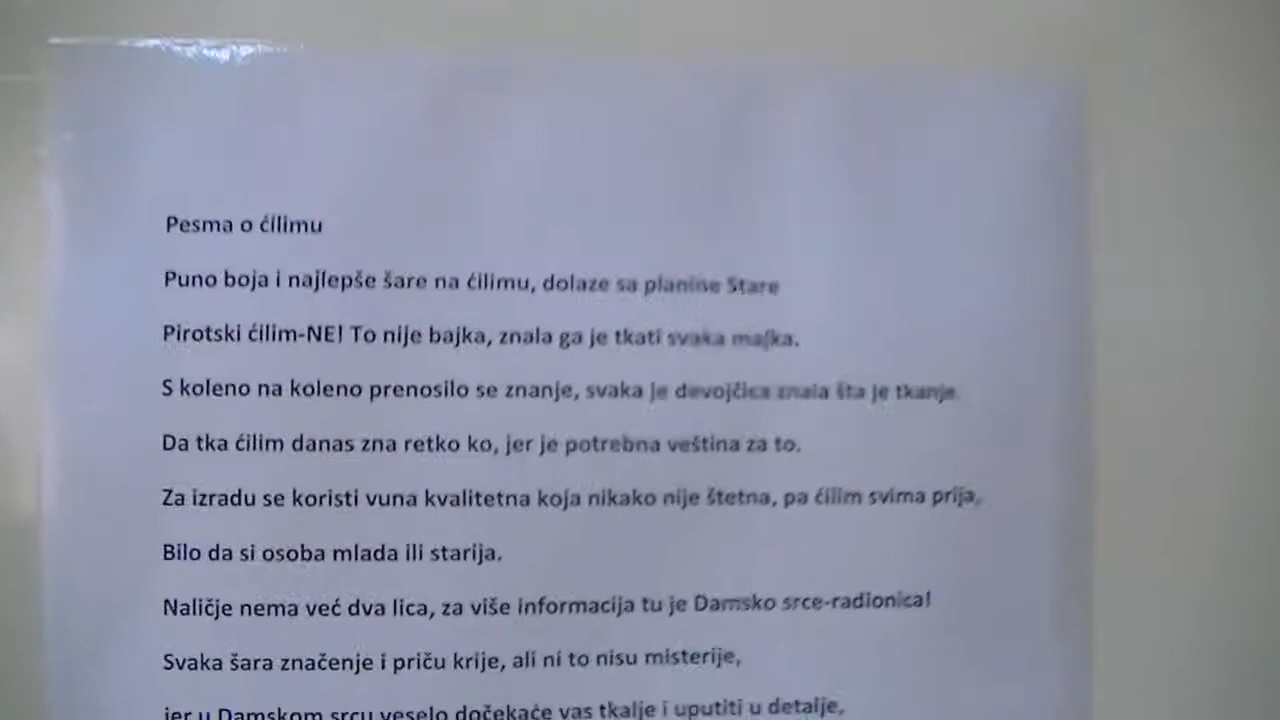 Pesma o ćilimu
Puno boja i najlepše šare na ćilimu, dolaze sa planine Stare
Pirotski ćilim-NE! To nije bajka, znala ga je tkati svaka majka.
S koleno na koleno prenosilo se znanje, svaka je devojčica znala šta je tkanje.
Da tka ćilim danas zna retko ko, jer je potrebna veština za to.
Za izradu se koristi vuna kvalitetna koja nikako nije štetna, pa ćilim svima prija,
Bilo da si osoba mlada ili starija.
Naličje nema već dva lica, za više informacija tu je Damsko srce-radionica!
Svaka šara značenje i priču krije, ali ni to nisu misterije,
jer u Damskom srcu veselo dočekaće vas tkalje i uputiti u detalje,